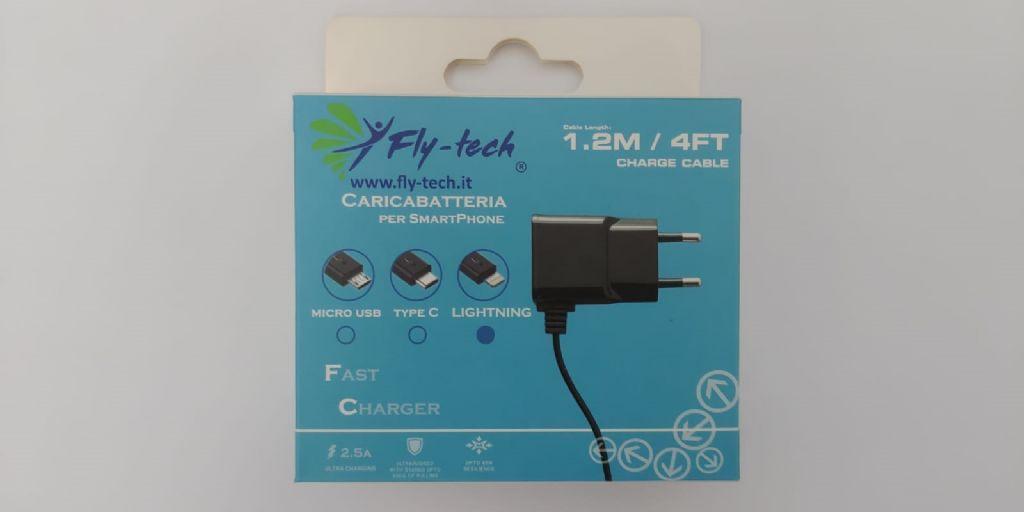 Fly-tech
®
www.fly-tech.it
CARICABATTERIA
PER SMARTPHONE
Cable Length:
1.2M / 4FT
CHARGE CABLE
MICRO USB TYPE C LIGHTNING
FAST
CHARGER
2.5A
ULTRA CHARGING